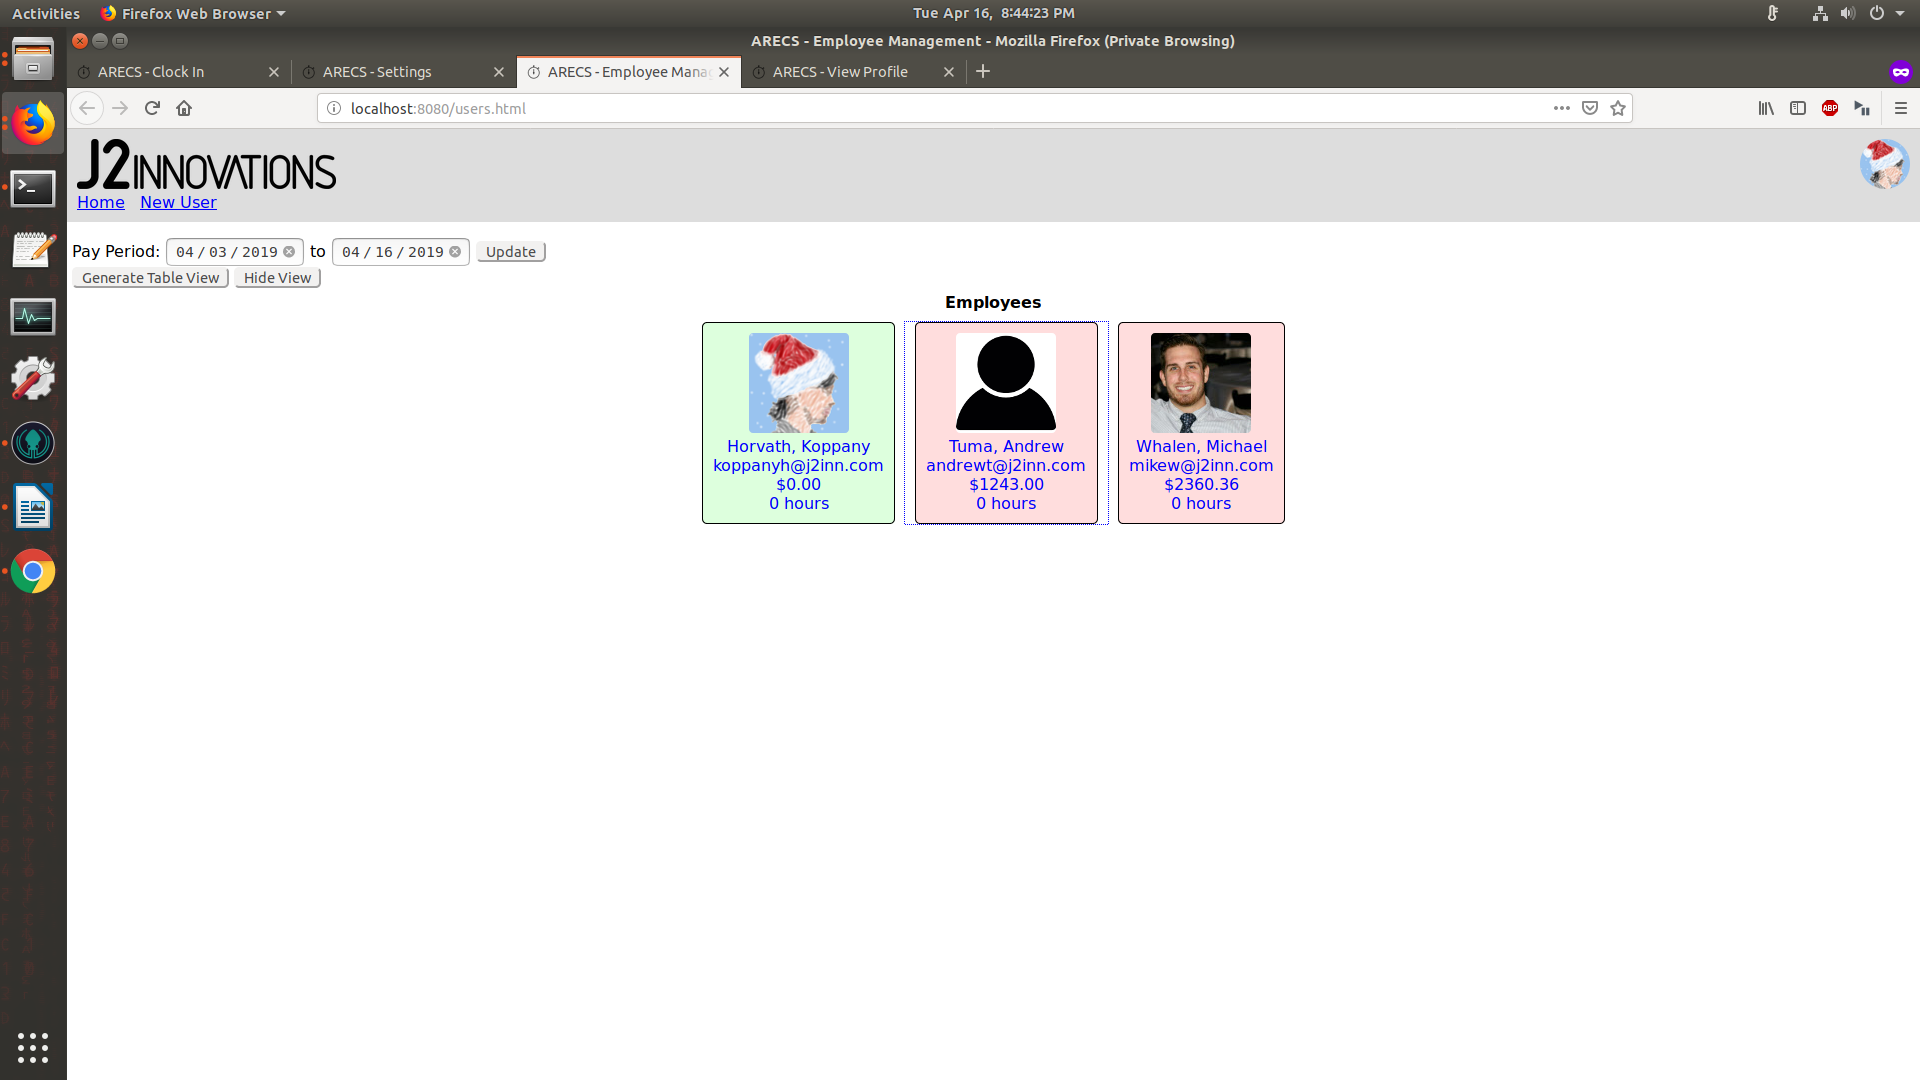 Activities Firefox Web Browser Tue Apr 16, 8:44:23 PM
ARECS - Employee Management - Mozilla Firefox (Private Browsing)
ARECS - Clock In ARECS - Settings ARECS - Employee Mana ARECS - View Profile
localhost:8080/users.html ABP
J2INNOVATIONS
Home New User
Pay Period: 04 / 03 / 2019 to 04 / 16 / 2019 Update
Generate Table View Hide View
Employees
Horvath, Koppany
koppanyh@j2inn.com
$0.00
0 hours
Tuma, Andrew
andrewt@j2inn.com
$1243.00
0 hours
Whalen, Michael
mikew@j2inn.com
$2360.36
0 hours